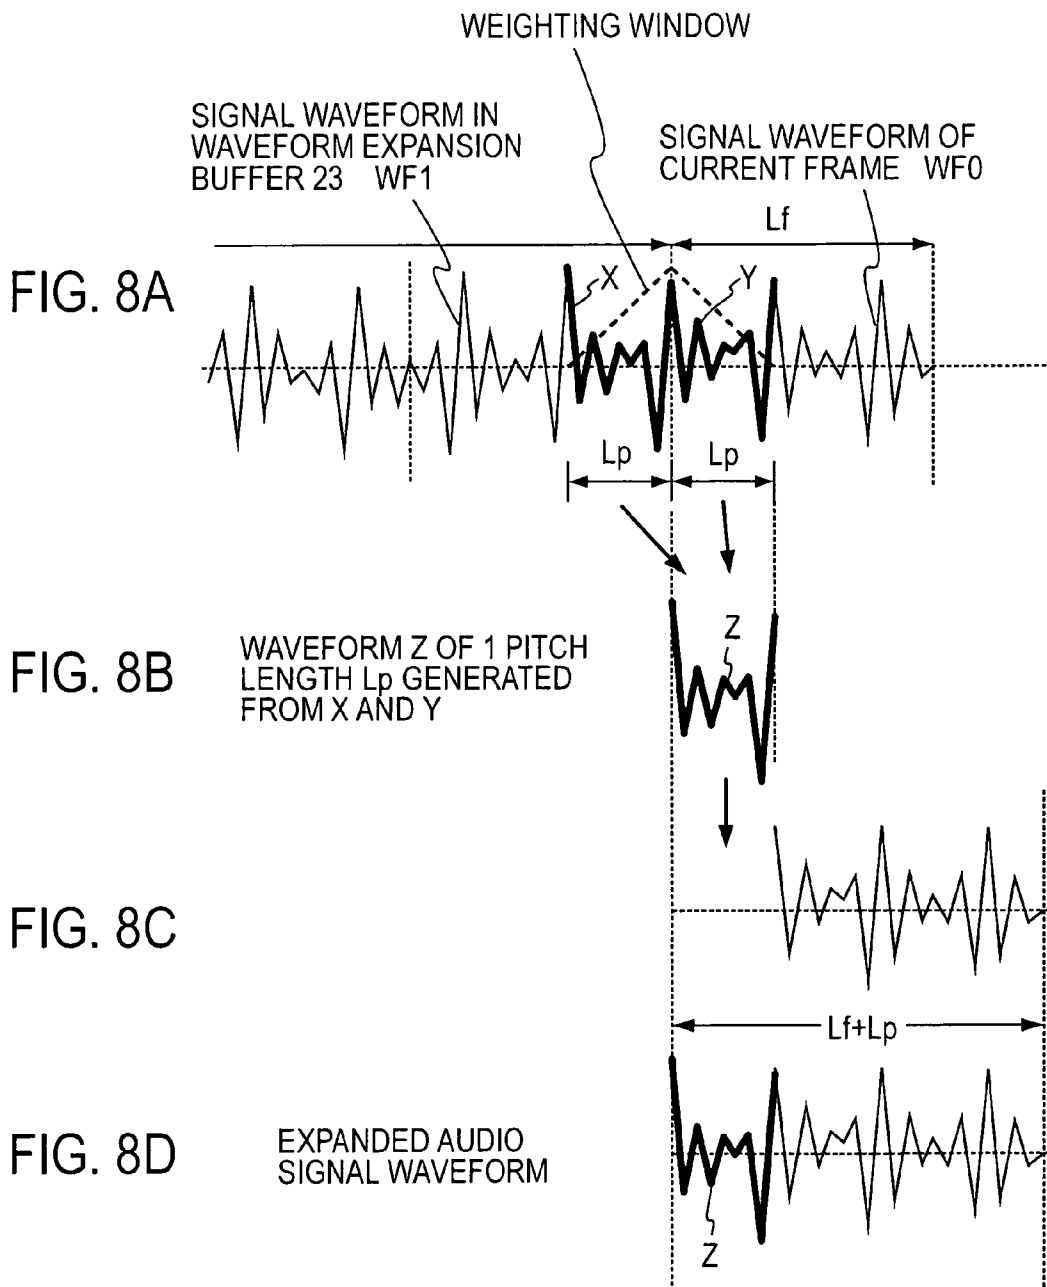 WEIGHTING WINDOW
SIGNAL WAVEFORM IN
WAVEFORM EXPANSION
BUFFER 23 WF1
SIGNAL WAVEFORM OF
CURRENT FRAME WF0
Lf
FIG. 8A
X
Y
Lp
Lp
FIG. 8B
WAVEFORM Z OF 1 PITCH
LENGTH Lp GENERATED
FROM X AND Y
Z
FIG. 8C
Lf+Lp
FIG. 8D
EXPANDED AUDIO
SIGNAL WAVEFORM
Z